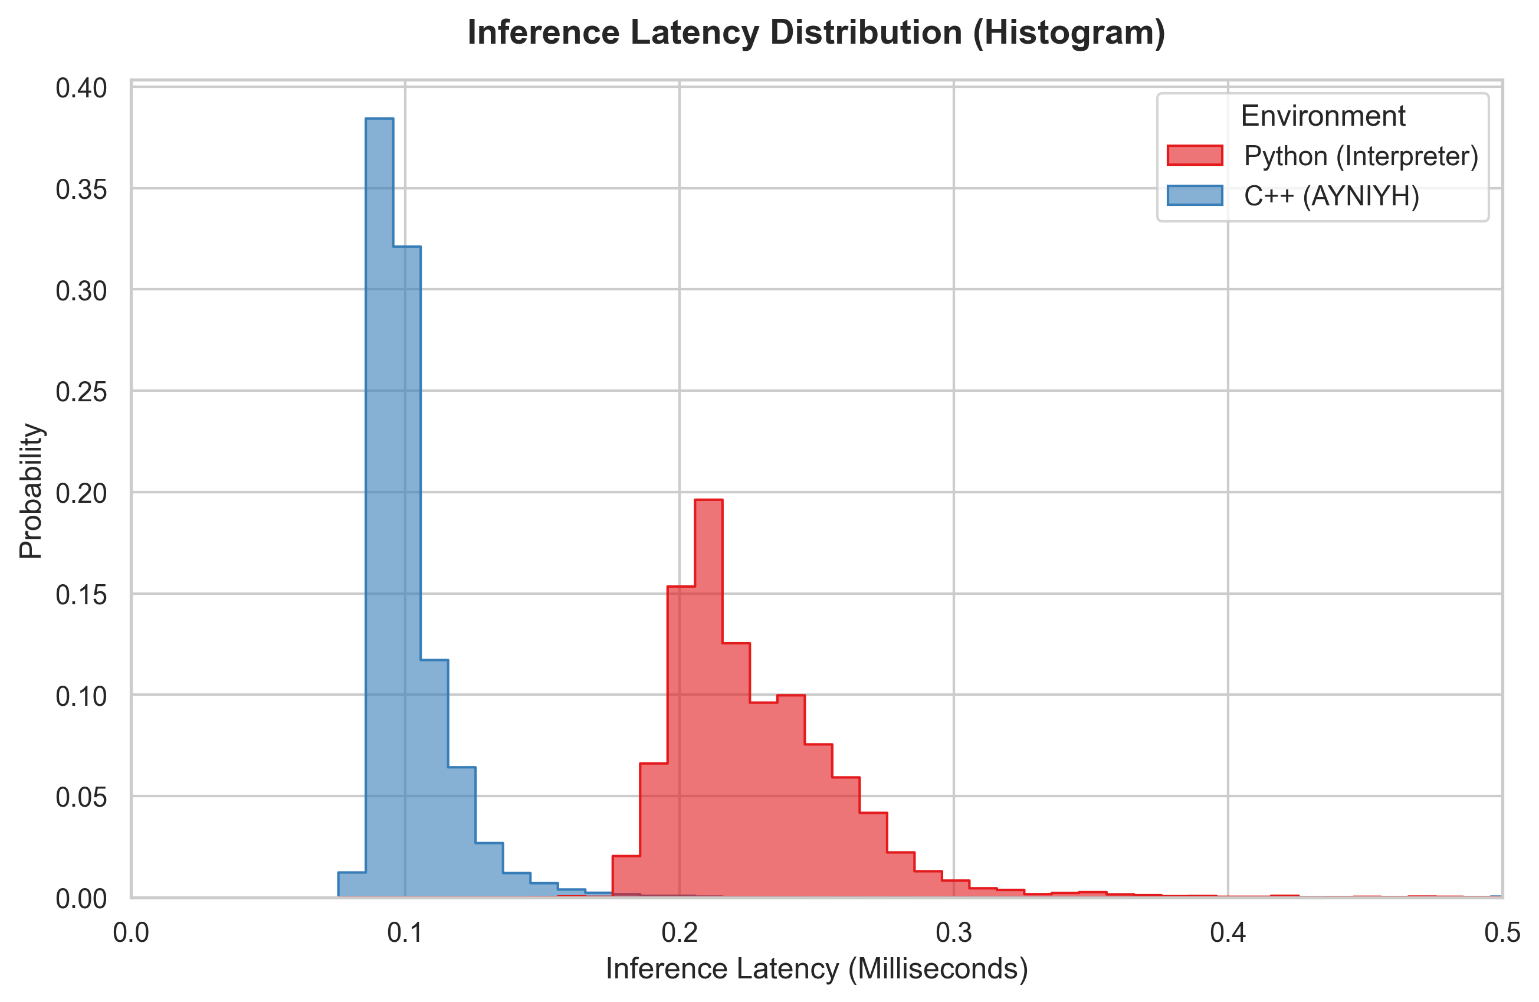 Inference Latency Distribution (Histogram)
Environment
Python (Interpreter)
C++ (AYNIYH)
0.40
0.35
0.30
0.25
0.20
0.15
0.10
0.05
0.00
Probability
0.0 0.1 0.2 0.3 0.4 0.5
Inference Latency (Milliseconds)